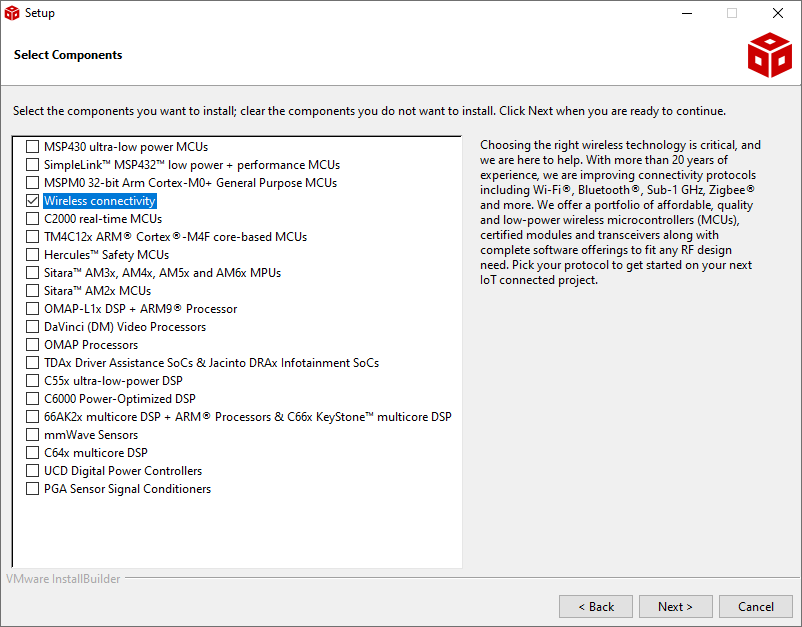 Setup
Select Components
Select the components you want to install; clear the components you do not want to install. Click Next when you are ready to continue.
MSP430 ultra-low power MCUs
SimpleLink™ MSP432™ low power + performance MCUs
MSPM0 32-bit Arm Cortex-M0+ General Purpose MCUs
Wireless connectivity
C2000 real-time MCUs
TM4C12x ARM® Cortex®-M4F core-based MCUs
Hercules™ Safety MCUs
Sitara™ AM3x, AM4x, AM5x and AM6x MPUs
Sitara™ AM2x MCUs
OMAP-L1x DSP + ARM9® Processor
DaVinci (DM) Video Processors
OMAP Processors
TDAx Driver Assistance SoCs & Jacinto DRAx Infotainment SoCs
C55x ultra-low-power DSP
C6000 Power-Optimized DSP
66AK2x multicore DSP + ARM® Processors & C66x KeyStone™ multicore DSP
mmWave Sensors
C64x multicore DSP
UCD Digital Power Controllers
PGA Sensor Signal Conditioners
Choosing the right wireless technology is critical, and
we are here to help. With more than 20 years of
experience, we are improving connectivity protocols
including Wi-Fi®, Bluetooth®, Sub-1 GHz, Zigbee®
and more. We offer a portfolio of affordable, quality
and low-power wireless microcontrollers (MCUs),
certified modules and transceivers along with
complete software offerings to fit any RF design
need. Pick your protocol to get started on your next
IoT connected project.
VMware InstallBuilder
< Back
Next >
Cancel